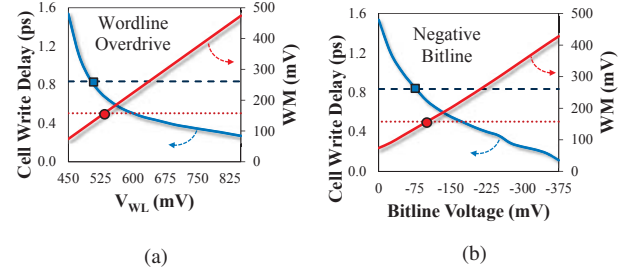 Cell Write Delay (ps)
1.6
1.2
0.8
0.4
0.0
Wordline
Overdrive
500
400
300
200
100
0
WM (mV)
450 525 600 675 750 825
V_WL (mV)
(a)
Cell Write Delay (ps)
1.6
1.2
0.8
0.4
0.0
Negative
Bitline
500
400
300
200
100
0
WM (mV)
0 -75 -150 -225 -300 -375
Bitline Voltage (mV)
(b)